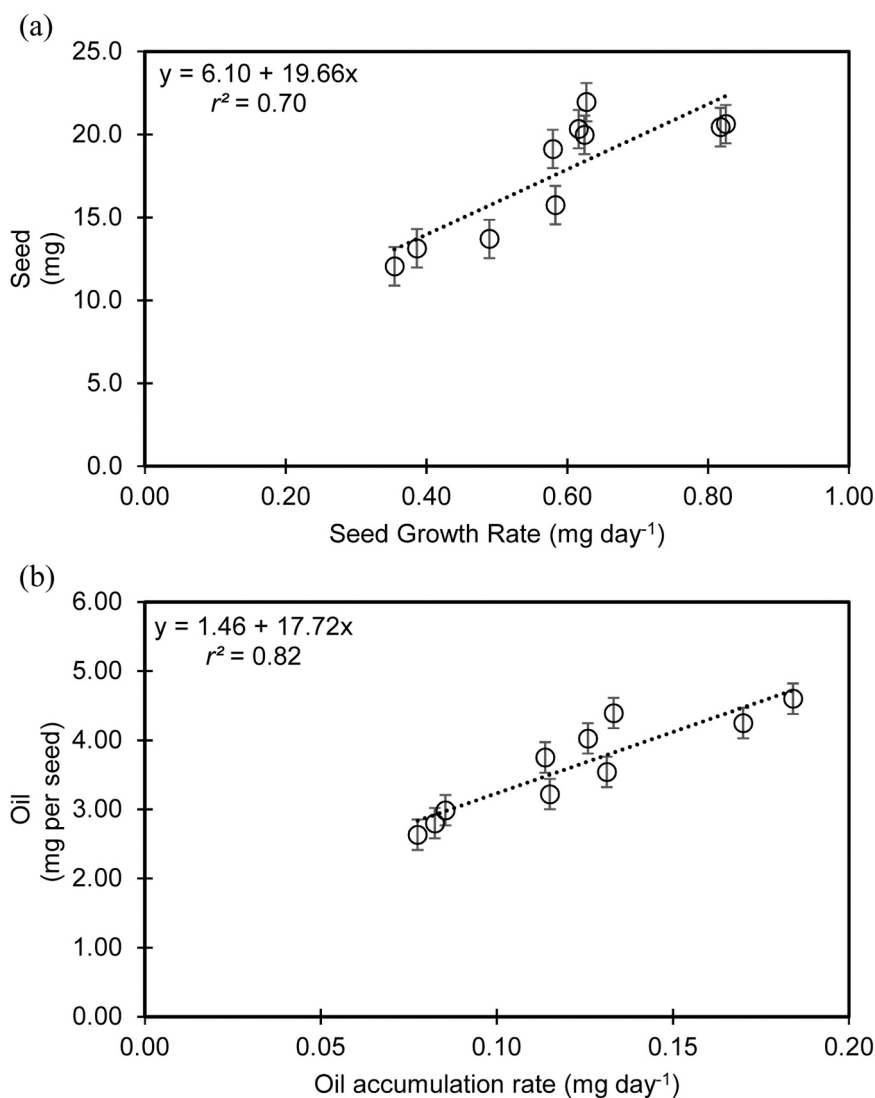 (a)
25.0
20.0
15.0
10.0
5.0
0.0
Seed
(mg)
y = 6.10 + 19.66x
r² = 0.70
0.00 0.20 0.40 0.60 0.80 1.00
Seed Growth Rate (mg day⁻¹)
(b)
6.00
5.00
4.00
3.00
2.00
1.00
0.00
Oil
(mg per seed)
y = 1.46 + 17.72x
r² = 0.82
0.00 0.05 0.10 0.15 0.20
Oil accumulation rate (mg day⁻¹)